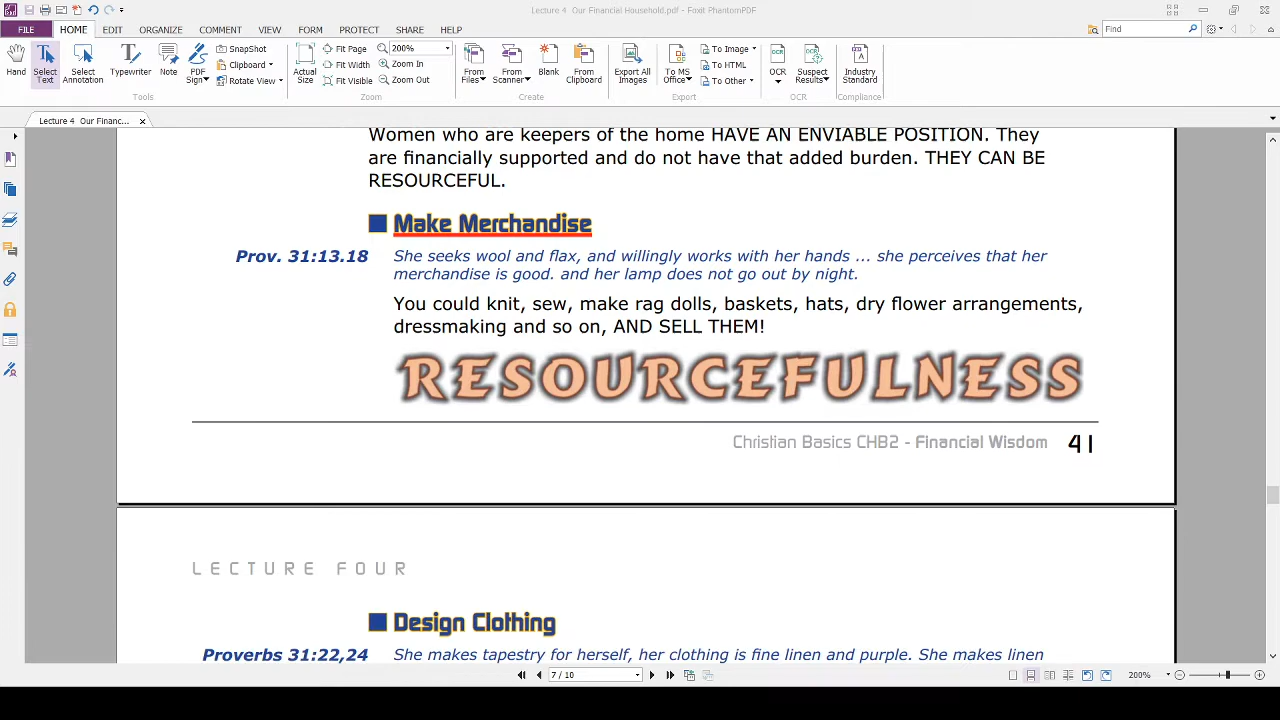 Lecture 4  Our Financial Household.pdf - Foxit PhantomPDF
FILE HOME EDIT ORGANIZE COMMENT VIEW FORM PROTECT SHARE HELP
Find
Hand
Select Text
Select Annotation
Typewriter
Note
PDF Sign
SnapShot
Clipboard
Rotate View
Tools
Actual Size
Fit Page
Fit Width
Fit Visible
200%
Zoom In
Zoom Out
Zoom
From Files
From Scanner
Blank
From Clipboard
Create
Export All Images
To MS Office
To Image
To HTML
To Other
Export
OCR
Suspect Results
OCR
Industry Standard
Compliance
Lecture 4  Our Financ...
Women who are keepers of the home HAVE AN ENVIABLE POSITION. They
are financially supported and do not have that added burden. THEY CAN BE
RESOURCEFUL.
Make Merchandise
Prov. 31:13.18 She seeks wool and flax, and willingly works with her hands ... she perceives that her
merchandise is good. and her lamp does not go out by night.
You could knit, sew, make rag dolls, baskets, hats, dry flower arrangements,
dressmaking and so on, AND SELL THEM!
RESOURCEFULNESS
Christian Basics CHB2 - Financial Wisdom 41
LECTURE FOUR
Design Clothing
Proverbs 31:22,24 She makes tapestry for herself, her clothing is fine linen and purple. She makes linen
7 / 10
200%